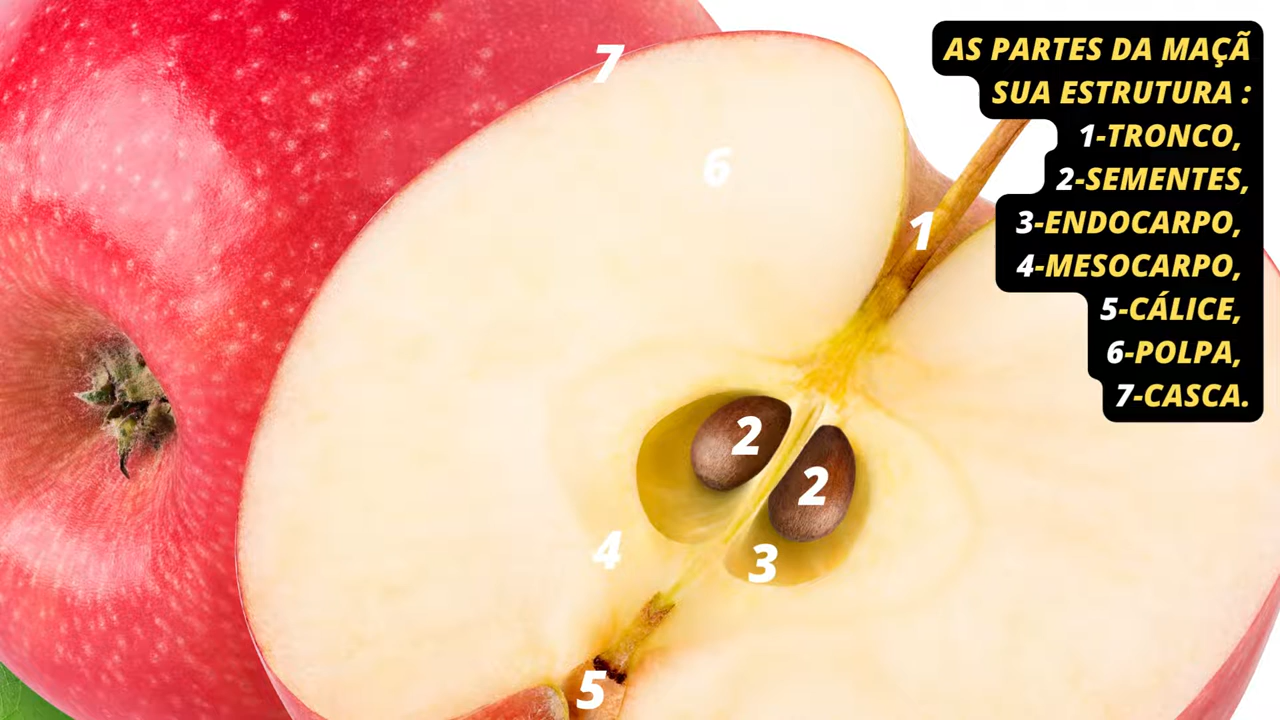 AS PARTES DA MAÇÃ
SUA ESTRUTURA :
1-TRONCO,
2-SEMENTES,
3-ENDOCARPO,
4-MESOCARPO,
5-CÁLICE,
6-POLPA,
7-CASCA.
7
6
1
2
2
4
3
5